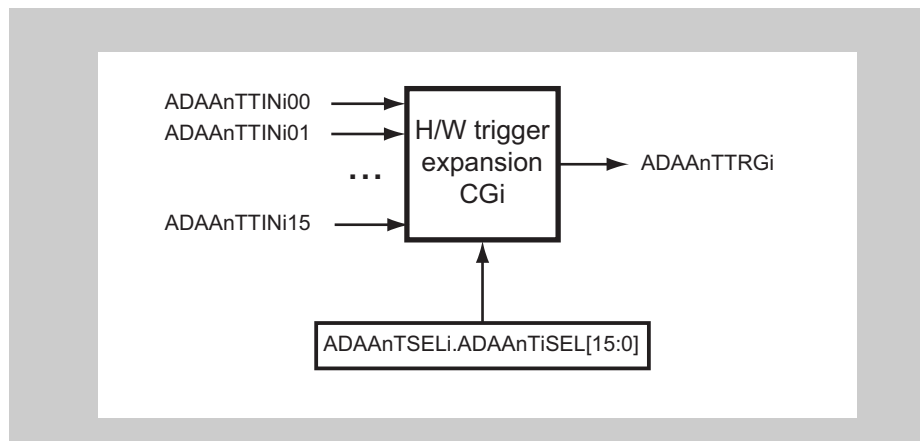 ADAAnTTINi00
ADAAnTTINi01
...
ADAAnTTINi15
H/W trigger
expansion
CGi
ADAAnTTRGi
ADAAnTSELi.ADAAnTiSEL[15:0]